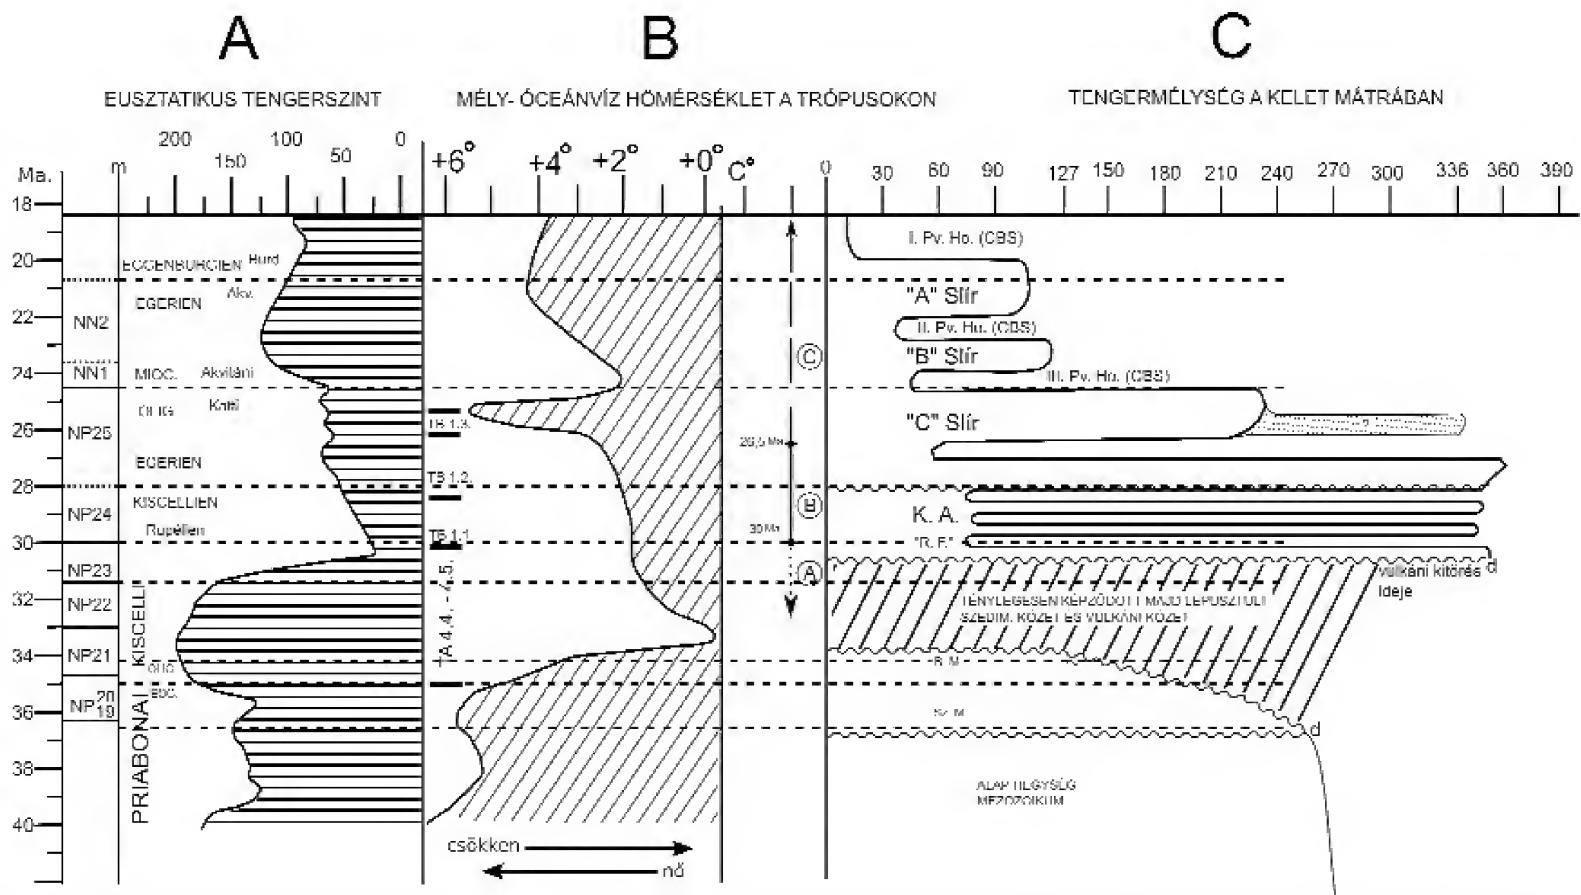 A B C
EUSZTATIKUS TENGERSZINT
MÉLY- ÓCEÁNVÍZ HŐMÉRSÉKLET A TRÓPUSOKON
TENGERMÉLYSÉG A KELET MÁTRÁBAN
200 100 0
m 150 50
+6° +4° +2° +0° C°
0 30 60 90 127 150 180 210 240 270 300 336 360 390
Ma.
18
20
22
24
26
28
30
32
34
36
38
40
NN2
NN1
NP25
NP24
NP23
NP22
NP21
NP 20
19
EGGENBURGIEN Burd
EGERIEN Akv.
MIOC. Akvitáni
OLIG. Katti
EGERIEN
KISCELLIEN
Rupélien
KISCELLI
OLIG.
EOC.
PRIABONAI
TB 1.3.
TB 1.2.
TB 1.1
TA 4.4. - 4.5.
csökken
nő
C
26,5 Ma
B
30 Ma
A
I. Pv. Ho. (CBS)
"A" Slír
II. Pv. Ho. (CBS)
"B" Slír
III. Pv. Ho. (CBS)
"C" Slír
?
K. A.
"R. F."
d
vulkáni kitörés
ideje
TÉNYLEGESEN KÉPZŐDÖTT MAJD LEPUSZTULT
SZEDIM. KŐZET ÉS VULKÁNI KŐZET
B. M.
SZ. M.
d
ALAP HEGYSÉG
MEZOZOIKUM